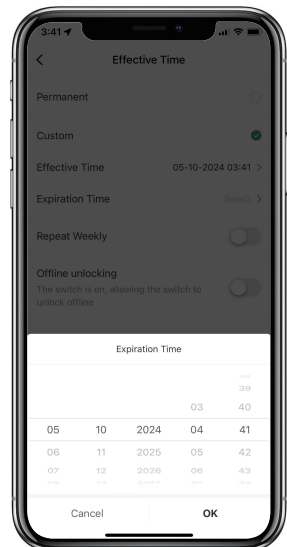 3:41
Effective Time
Permanent
Custom
Effective Time 05-10-2024 03:41
Expiration Time Select
Repeat Weekly
Offline unlocking
The switch is on, allowing the switch to
unlock offline
Expiration Time
39
03 40
05 10 2024 04 41
06 11 2025 05 42
07 12 2026 06 43
Cancel OK